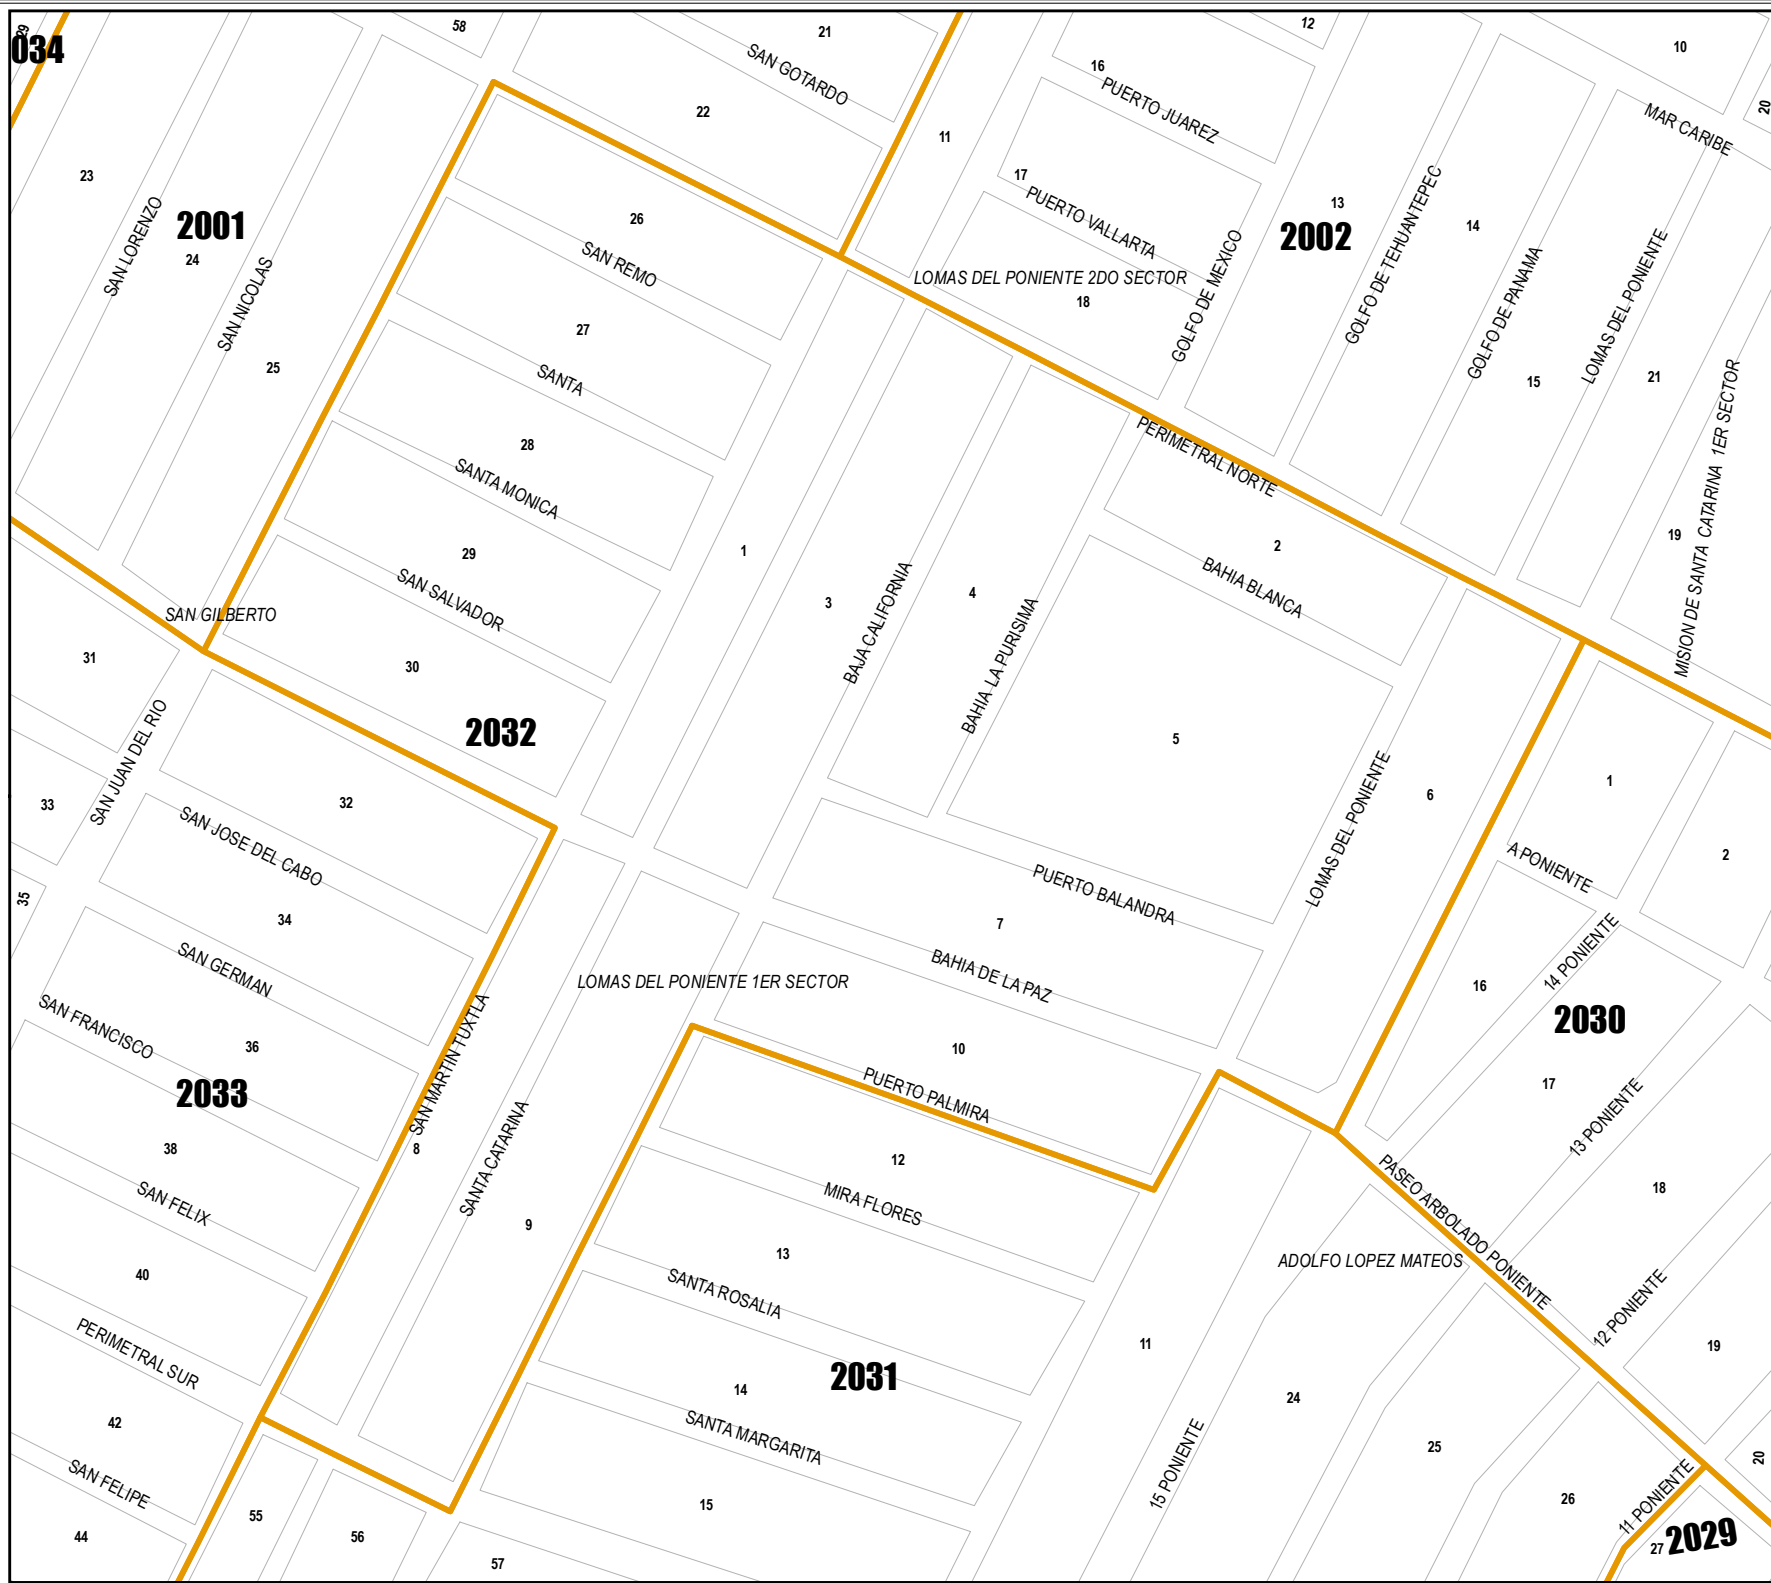 29
034
58
21
SAN GOTARDO
12
10
16
PUERTO JUAREZ
20
MAR CARIBE
22
11
23
17
PUERTO VALLARTA
13
2002
GOLFO DE TEHUANTEPEC
14
SAN LORENZO
2001
24
26
SAN REMO
LOMAS DEL PONIENTE 2DO SECTOR
18
GOLFO DE MEXICO
GOLFO DE PANAMA
LOMAS DEL PONIENTE
SAN NICOLAS
25
27
SANTA
15
21
MISION DE SANTA CATARINA 1ER SECTOR
28
SANTA MONICA
PERIMETRAL NORTE
19
29
SAN SALVADOR
1
2
BAHIA BLANCA
3
BAJA CALIFORNIA
4
BAHIA LA PURISIMA
SAN GILBERTO
31
30
2032
5
SAN JUAN DEL RIO
33
32
SAN JOSE DEL CABO
LOMAS DEL PONIENTE
6
1
A PONIENTE
2
35
34
SAN GERMAN
PUERTO BALANDRA
7
BAHIA DE LA PAZ
LOMAS DEL PONIENTE 1ER SECTOR
14 PONIENTE
16
2030
SAN FRANCISCO
36
2033
SAN MARTIN TUXTLA
8
10
PUERTO PALMIRA
17
13 PONIENTE
38
SAN FELIX
SANTA CATARINA
9
12
MIRA FLORES
PASEO ARBOLADO PONIENTE
18
40
13
SANTA ROSALIA
ADOLFO LOPEZ MATEOS
12 PONIENTE
PERIMETRAL SUR
2031
11
19
42
14
SANTA MARGARITA
24
15 PONIENTE
25
20
SAN FELIPE
44
55
56
57
15
26
11 PONIENTE
27
2029